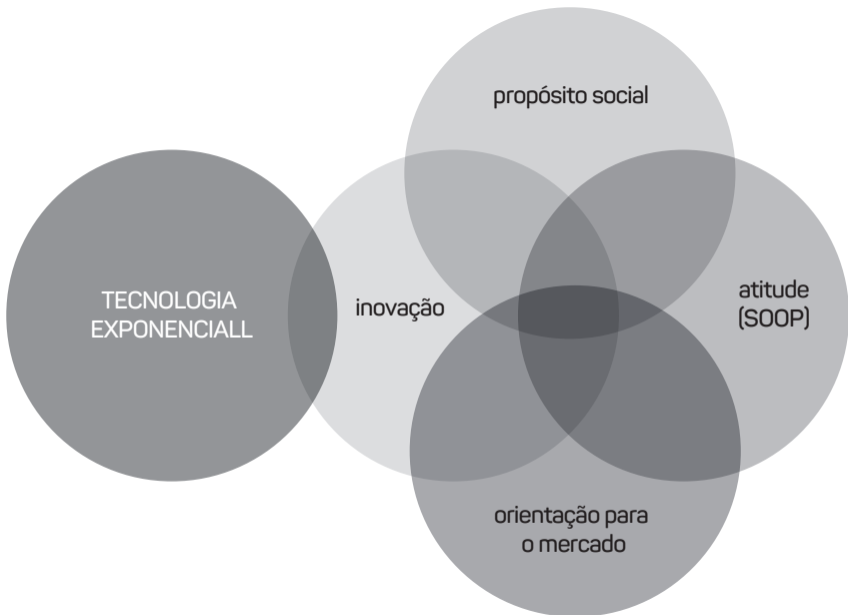 propósito social
TECNOLOGIA
EXPONENCIALL
inovação
atitude
(SOOP)
orientação para
o mercado